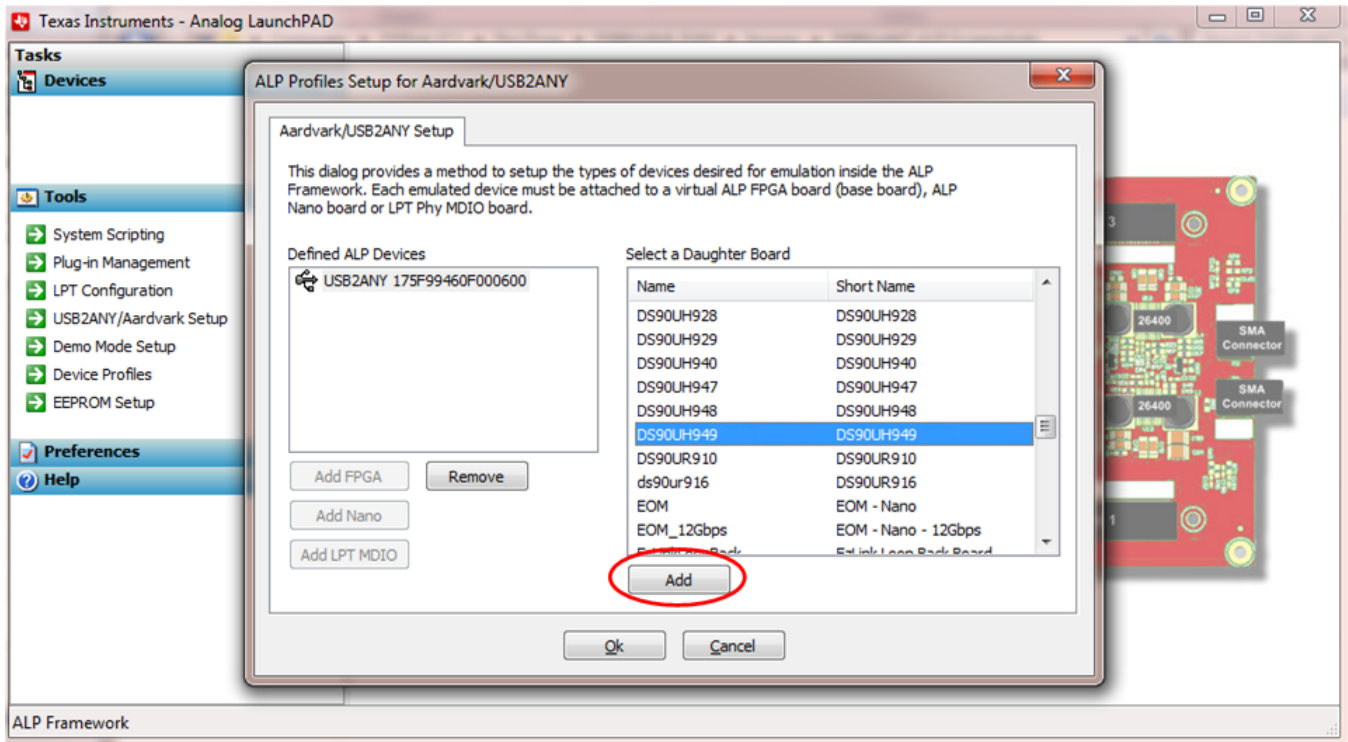 Texas Instruments - Analog LaunchPAD
Tasks
Devices
Tools
System Scripting
Plug-in Management
LPT Configuration
USB2ANY/Aardvark Setup
Demo Mode Setup
Device Profiles
EEPROM Setup
Preferences
Help
ALP Profiles Setup for Aardvark/USB2ANY
Aardvark/USB2ANY Setup
This dialog provides a method to setup the types of devices desired for emulation inside the ALP
Framework. Each emulated device must be attached to a virtual ALP FPGA board (base board), ALP
Nano board or LPT Phy MDIO board.
Defined ALP Devices
USB2ANY 175F99460F000600
Add FPGA
Remove
Add Nano
Add LPT MDIO
Select a Daughter Board
Name Short Name
DS90UH928 DS90UH928
DS90UH929 DS90UH929
DS90UH940 DS90UH940
DS90UH947 DS90UH947
DS90UH948 DS90UH948
DS90UH949 DS90UH949
DS90UR910 DS90UR910
ds90ur916 DS90UR916
EOM EOM - Nano
EOM_12Gbps EOM - Nano - 12Gbps
EzLink Loop Back Board
Add
Ok
Cancel
3
26400
SMA
Connector
SMA
Connector
26400
1
ALP Framework